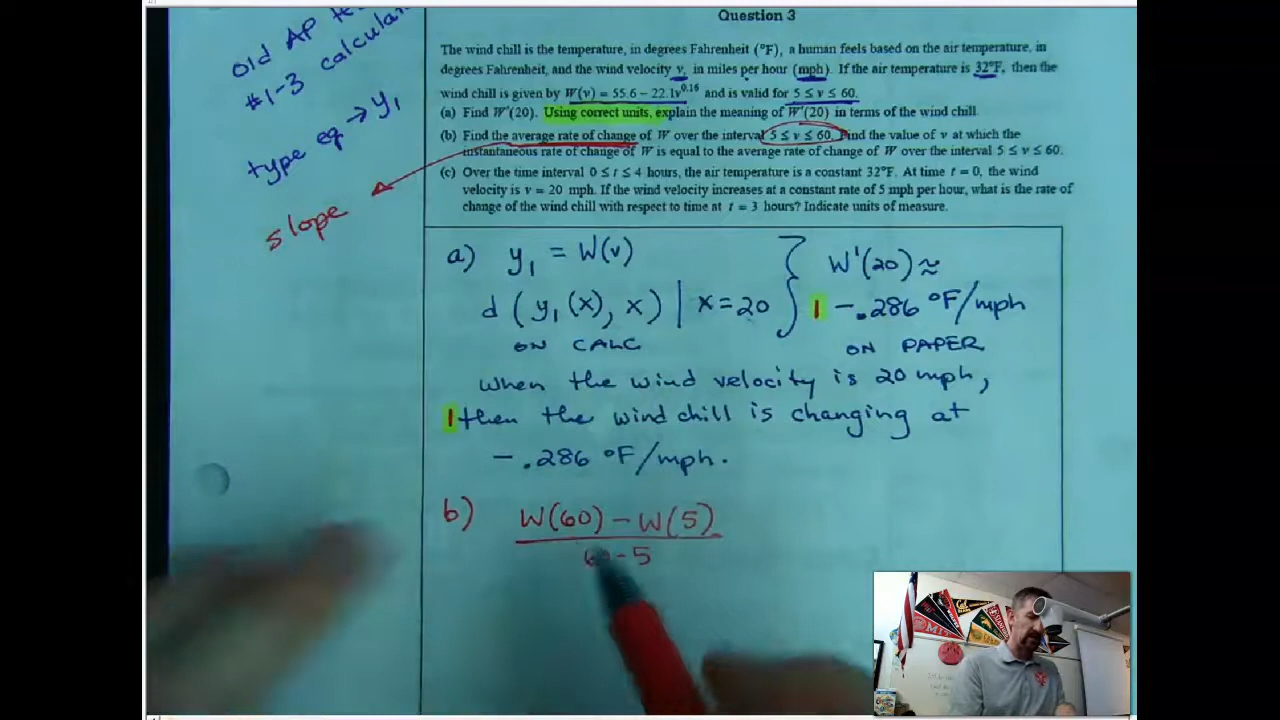 Question 3
The wind chill is the temperature, in degrees Fahrenheit (°F), a human feels based on the air temperature, in
degrees Fahrenheit, and the wind velocity v, in miles per hour (mph). If the air temperature is 32°F, then the
wind chill is given by W(v) = 55.6 − 22.1v^0.16 and is valid for 5 ≤ v ≤ 60.
(a) Find W'(20). Using correct units, explain the meaning of W'(20) in terms of the wind chill.
(b) Find the average rate of change of W over the interval 5 ≤ v ≤ 60. Find the value of v at which the
instantaneous rate of change of W is equal to the average rate of change of W over the interval 5 ≤ v ≤ 60.
(c) Over the time interval 0 ≤ t ≤ 4 hours, the air temperature is a constant 32°F. At time t = 0, the wind
velocity is v = 20 mph. If the wind velocity increases at a constant rate of 5 mph per hour, what is the rate of
change of the wind chill with respect to time at t = 3 hours? Indicate units of measure.
old AP
#1-3
type eq → y1
slope
a) y1 = W(v)
d (y1(x), x) | x=20
ON CALC
W'(20) ≈
1 -.286 °F/mph
ON PAPER
When the wind velocity is 20 mph,
1 then the wind chill is changing at
-.286 °F/mph.
b) W(60) - W(5)
60-5